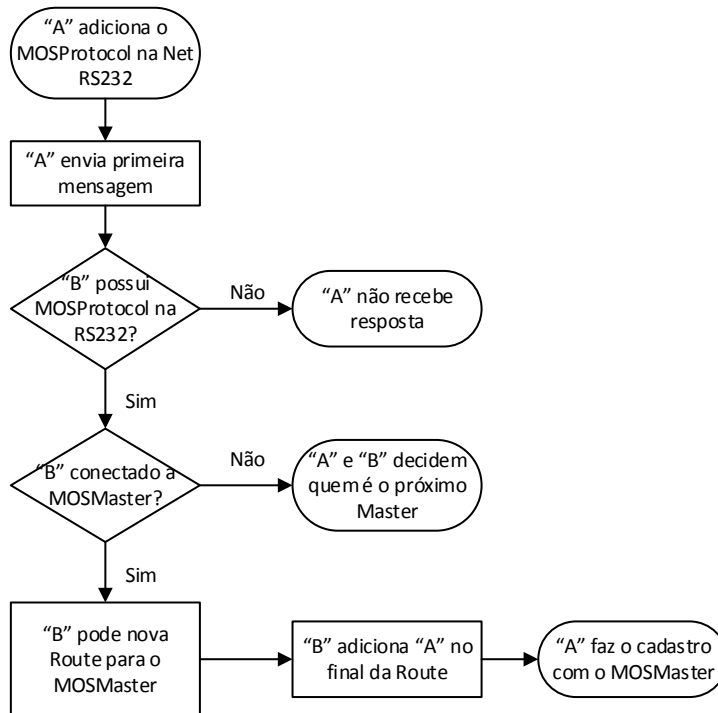 “A” adiciona o
MOSProtocol na Net
RS232
“A” envia primeira
mensagem
“B” possui
MOSProtocol na
RS232?
Não
“A” não recebe
resposta
Sim
“B” conectado a
MOSMaster?
Não
“A” e “B” decidem
quem é o próximo
Master
Sim
“B” pode nova
Route para o
MOSMaster
“B” adiciona “A” no
final da Route
“A” faz o cadastro
com o MOSMaster